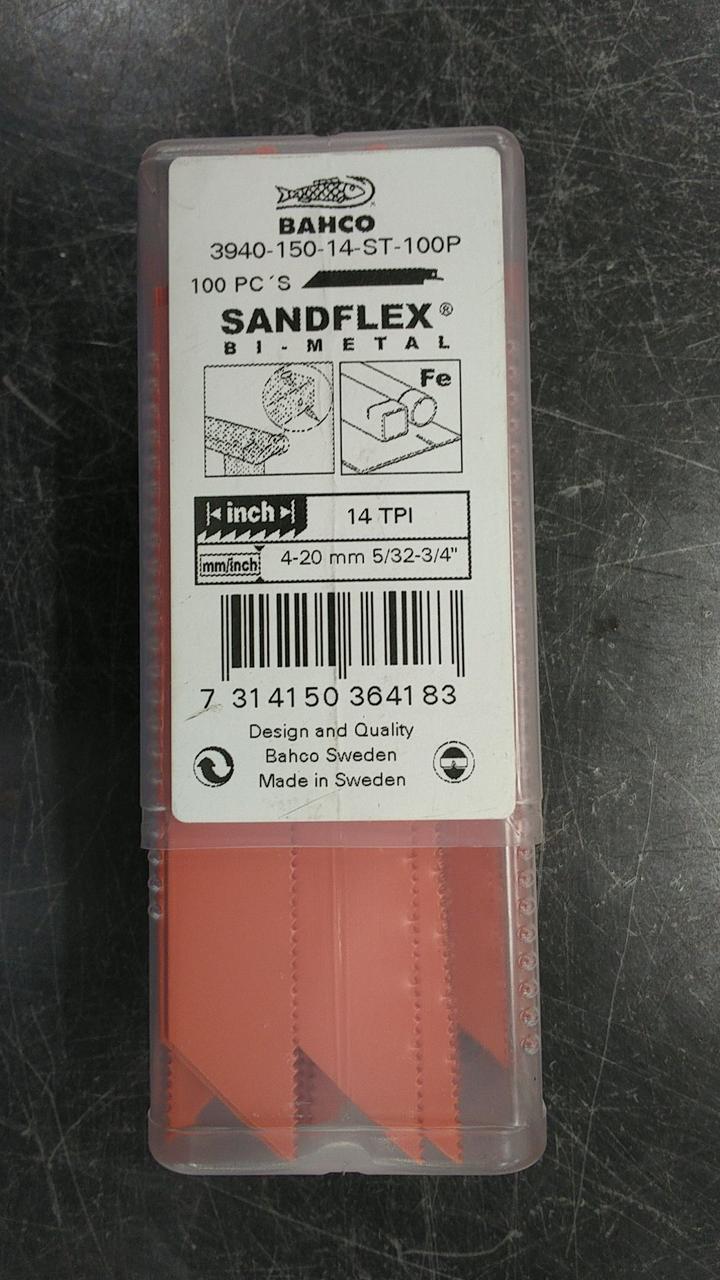 BAHCO
3940-150-14-ST-100P
100 PC´S
SANDFLEX®
BI-METAL
Fe
inch 14 TPI
mm/inch 4-20 mm 5/32-3/4"
7 314150 364183
Design and Quality
Bahco Sweden
Made in Sweden